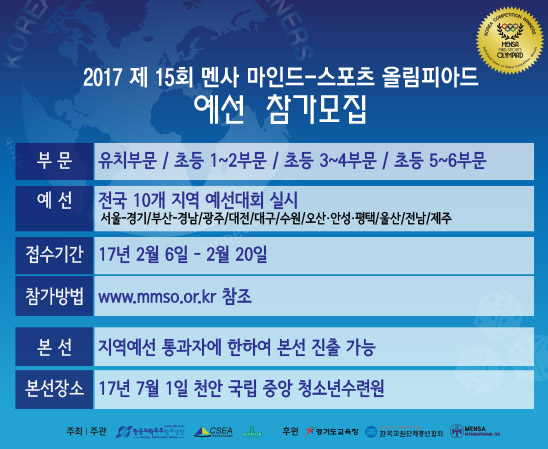 KOREA COMPETITION WINNERS
MENSA
MIND SPORTS
OLYMPIAD
2017 제 15회 멘사 마인드-스포츠 올림피아드
예선 참가모집
부 문
유치부문 / 초등 1~2부문 / 초등 3~4부문 / 초등 5~6부문
예 선
전국 10개 지역 예선대회 실시
서울-경기/부산-경남/광주/대전/대구/수원/오산·안성·평택/울산/전남/제주
접수기간
17년 2월 6일 - 2월 20일
참가방법
www.mmso.or.kr 참조
본 선
지역예선 통과자에 한하여 본선 진출 가능
본선장소
17년 7월 1일 천안 국립 중앙 청소년수련원
주최 | 주관
CSEA
후원
경기도교육청
한국교원단체총연합회
MENSA